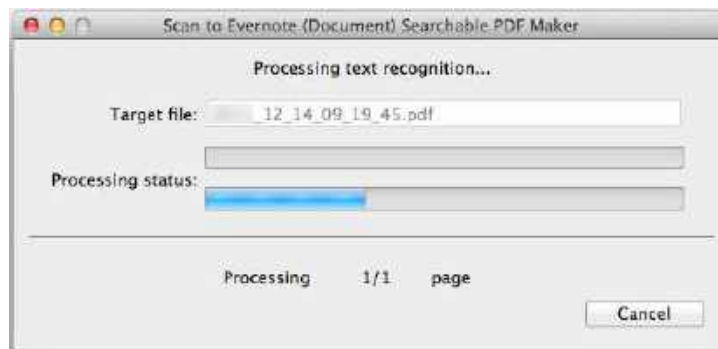 Scan to Evernote (Document) Searchable PDF Maker
Processing text recognition...
Target file: _12_14_09_19_45.pdf
Processing status:
Processing 1/1 page
Cancel